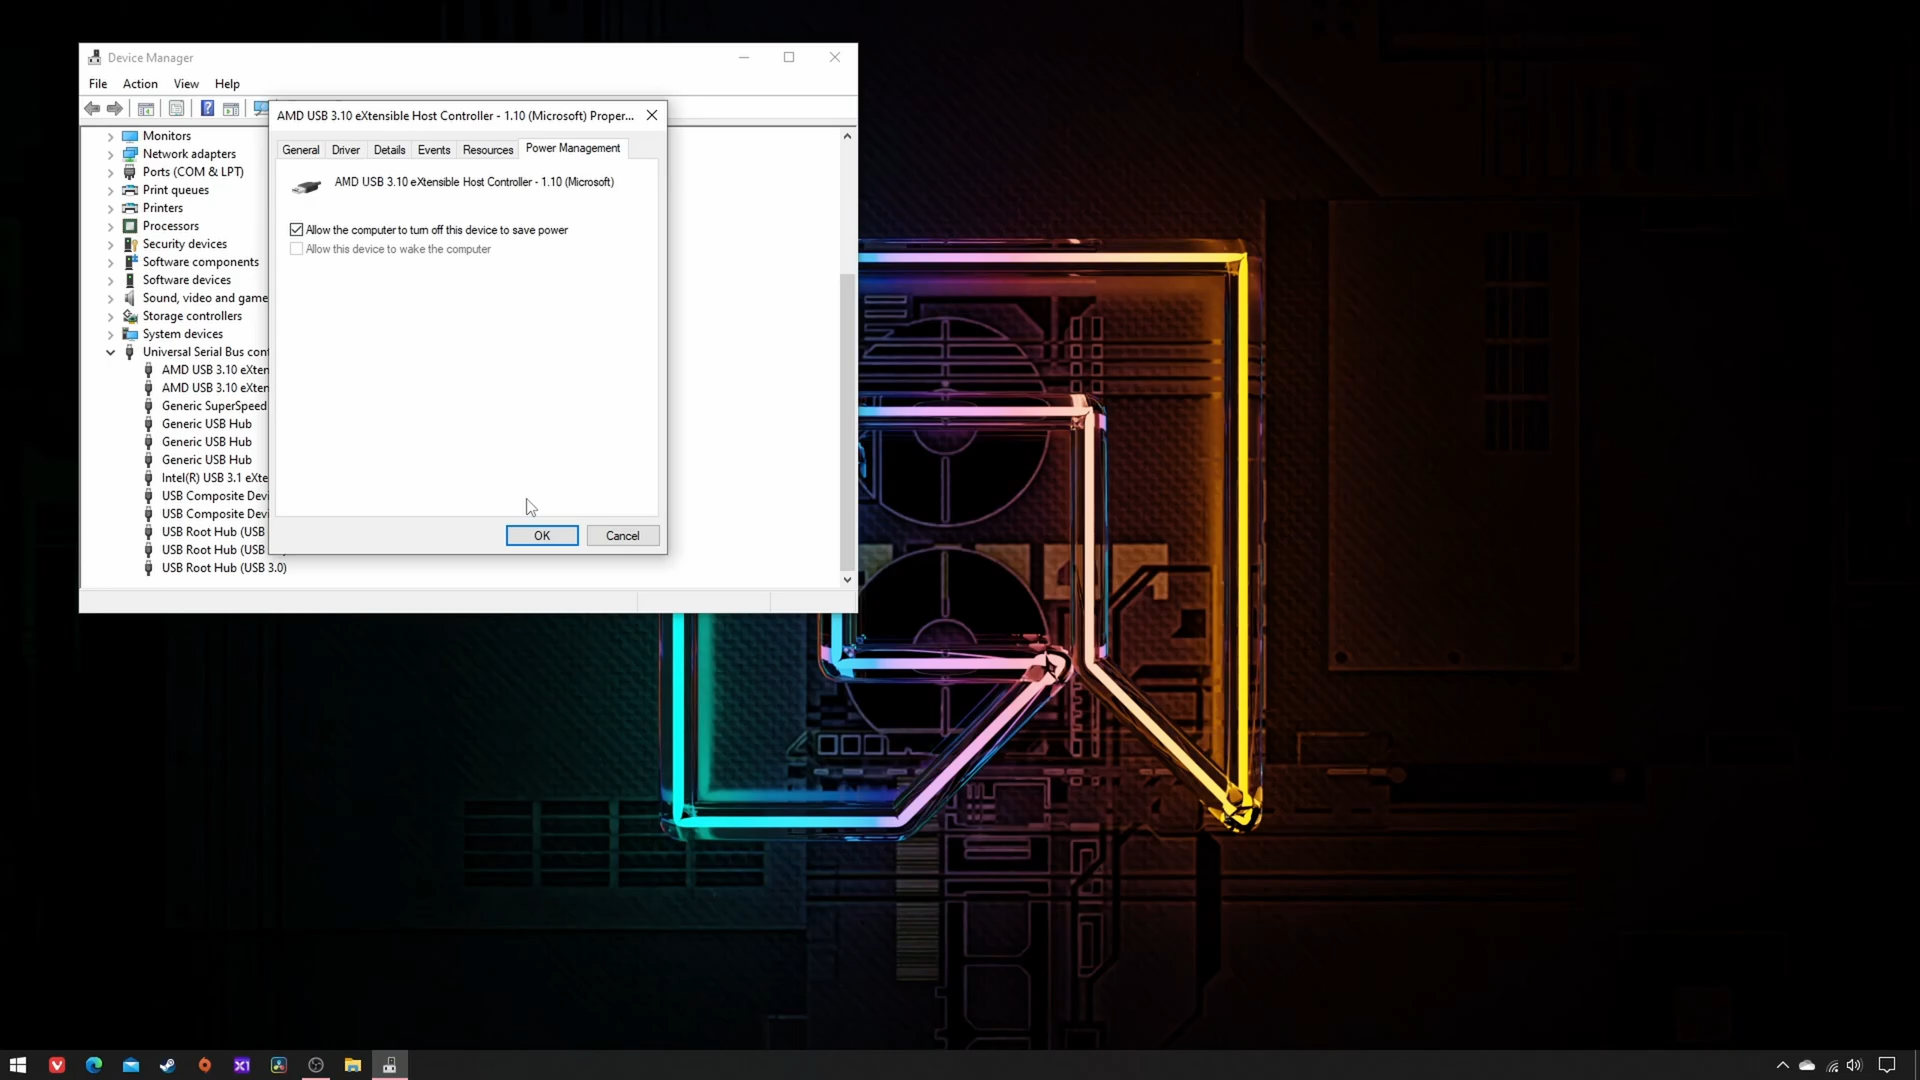 Device Manager
File Action View Help
AMD USB 3.10 eXtensible Host Controller - 1.10 (Microsoft) Proper...
General Driver Details Events Resources Power Management
AMD USB 3.10 eXtensible Host Controller - 1.10 (Microsoft)
Allow the computer to turn off this device to save power
Allow this device to wake the computer
OK Cancel
Monitors
Network adapters
Ports (COM & LPT)
Print queues
Printers
Processors
Security devices
Software components
Software devices
Sound, video and game
Storage controllers
System devices
Universal Serial Bus cont
AMD USB 3.10 eXten
AMD USB 3.10 eXten
Generic SuperSpeed
Generic USB Hub
Generic USB Hub
Generic USB Hub
Intel(R) USB 3.1 eXte
USB Composite Devi
USB Composite Devi
USB Root Hub (USB
USB Root Hub (USB
USB Root Hub (USB 3.0)
X1